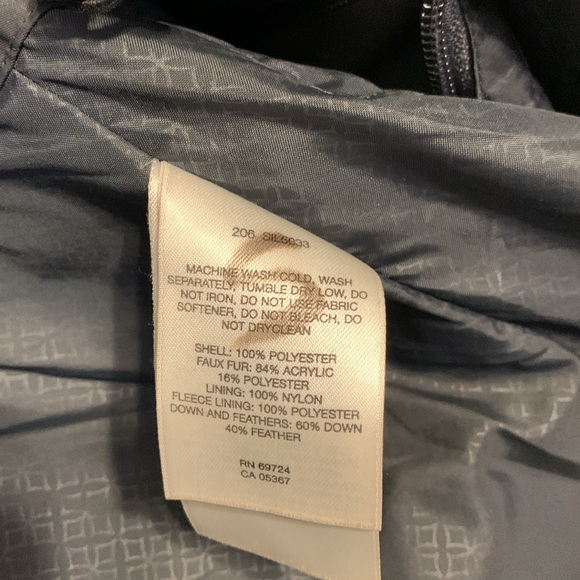 206 SIL6033
MACHINE WASH COLD, WASH
SEPARATELY, TUMBLE DRY LOW, DO
NOT IRON, DO NOT USE FABRIC
SOFTENER, DO NOT BLEACH, DO
NOT DRYCLEAN
SHELL: 100% POLYESTER
FAUX FUR: 84% ACRYLIC
16% POLYESTER
LINING: 100% NYLON
FLEECE LINING: 100% POLYESTER
DOWN AND FEATHERS: 60% DOWN
40% FEATHER
RN 69724
CA 05367